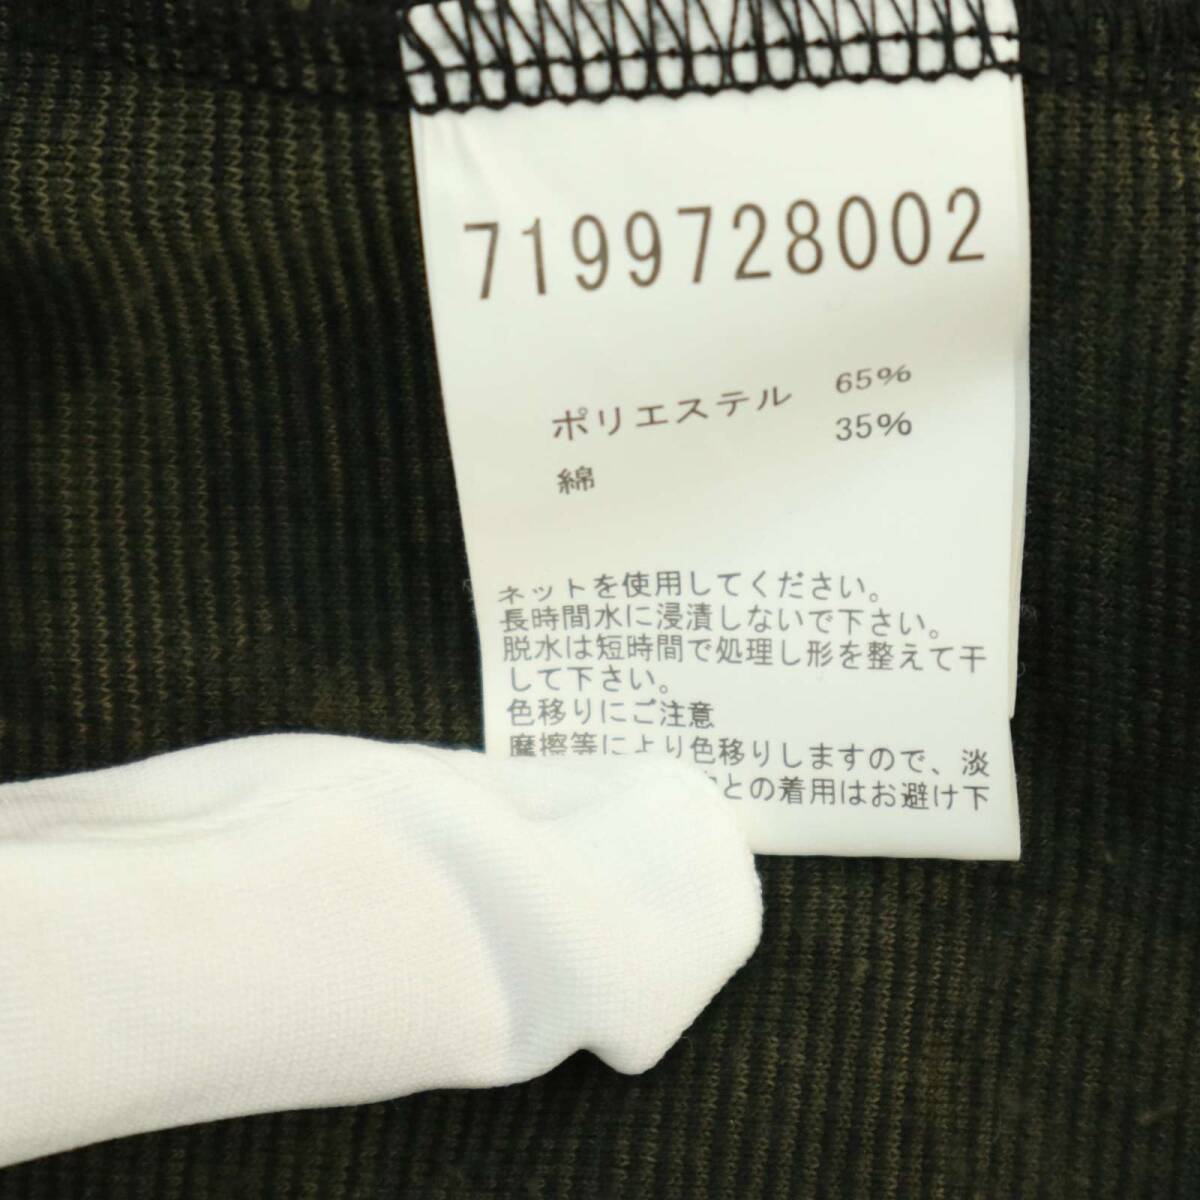 7199728002
ポリエステル 65%
綿 35%
ネットを使用してください。
長時間水に浸漬しないで下さい。
脱水は短時間で処理し形を整えて干
して下さい。
色移りにご注意
摩擦等により色移りしますので、淡
との着用はお避け下